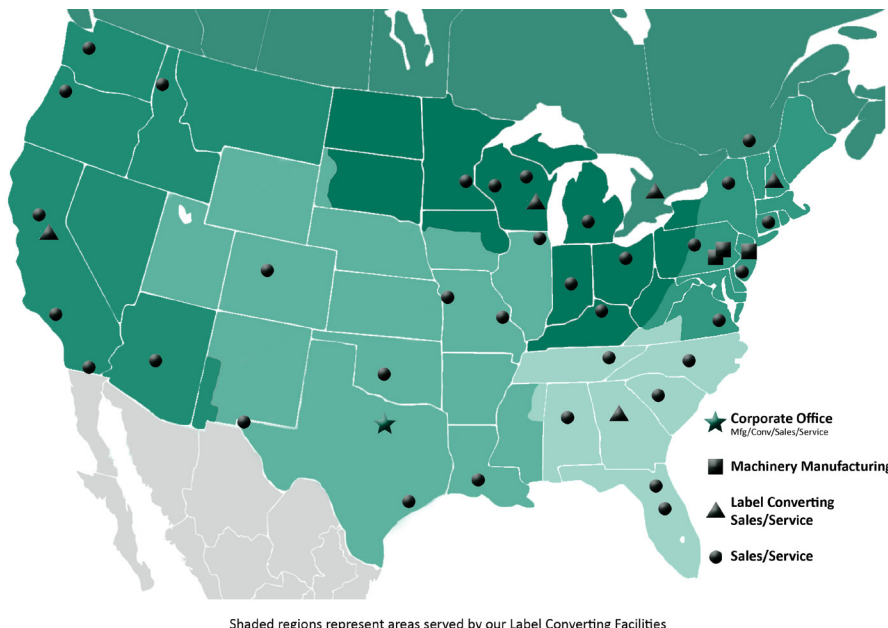 Corporate Office
Mfg/Conv/Sales/Service
Machinery Manufacturing
Label Converting
Sales/Service
Sales/Service
Shaded regions represent areas served by our Label Converting Facilities